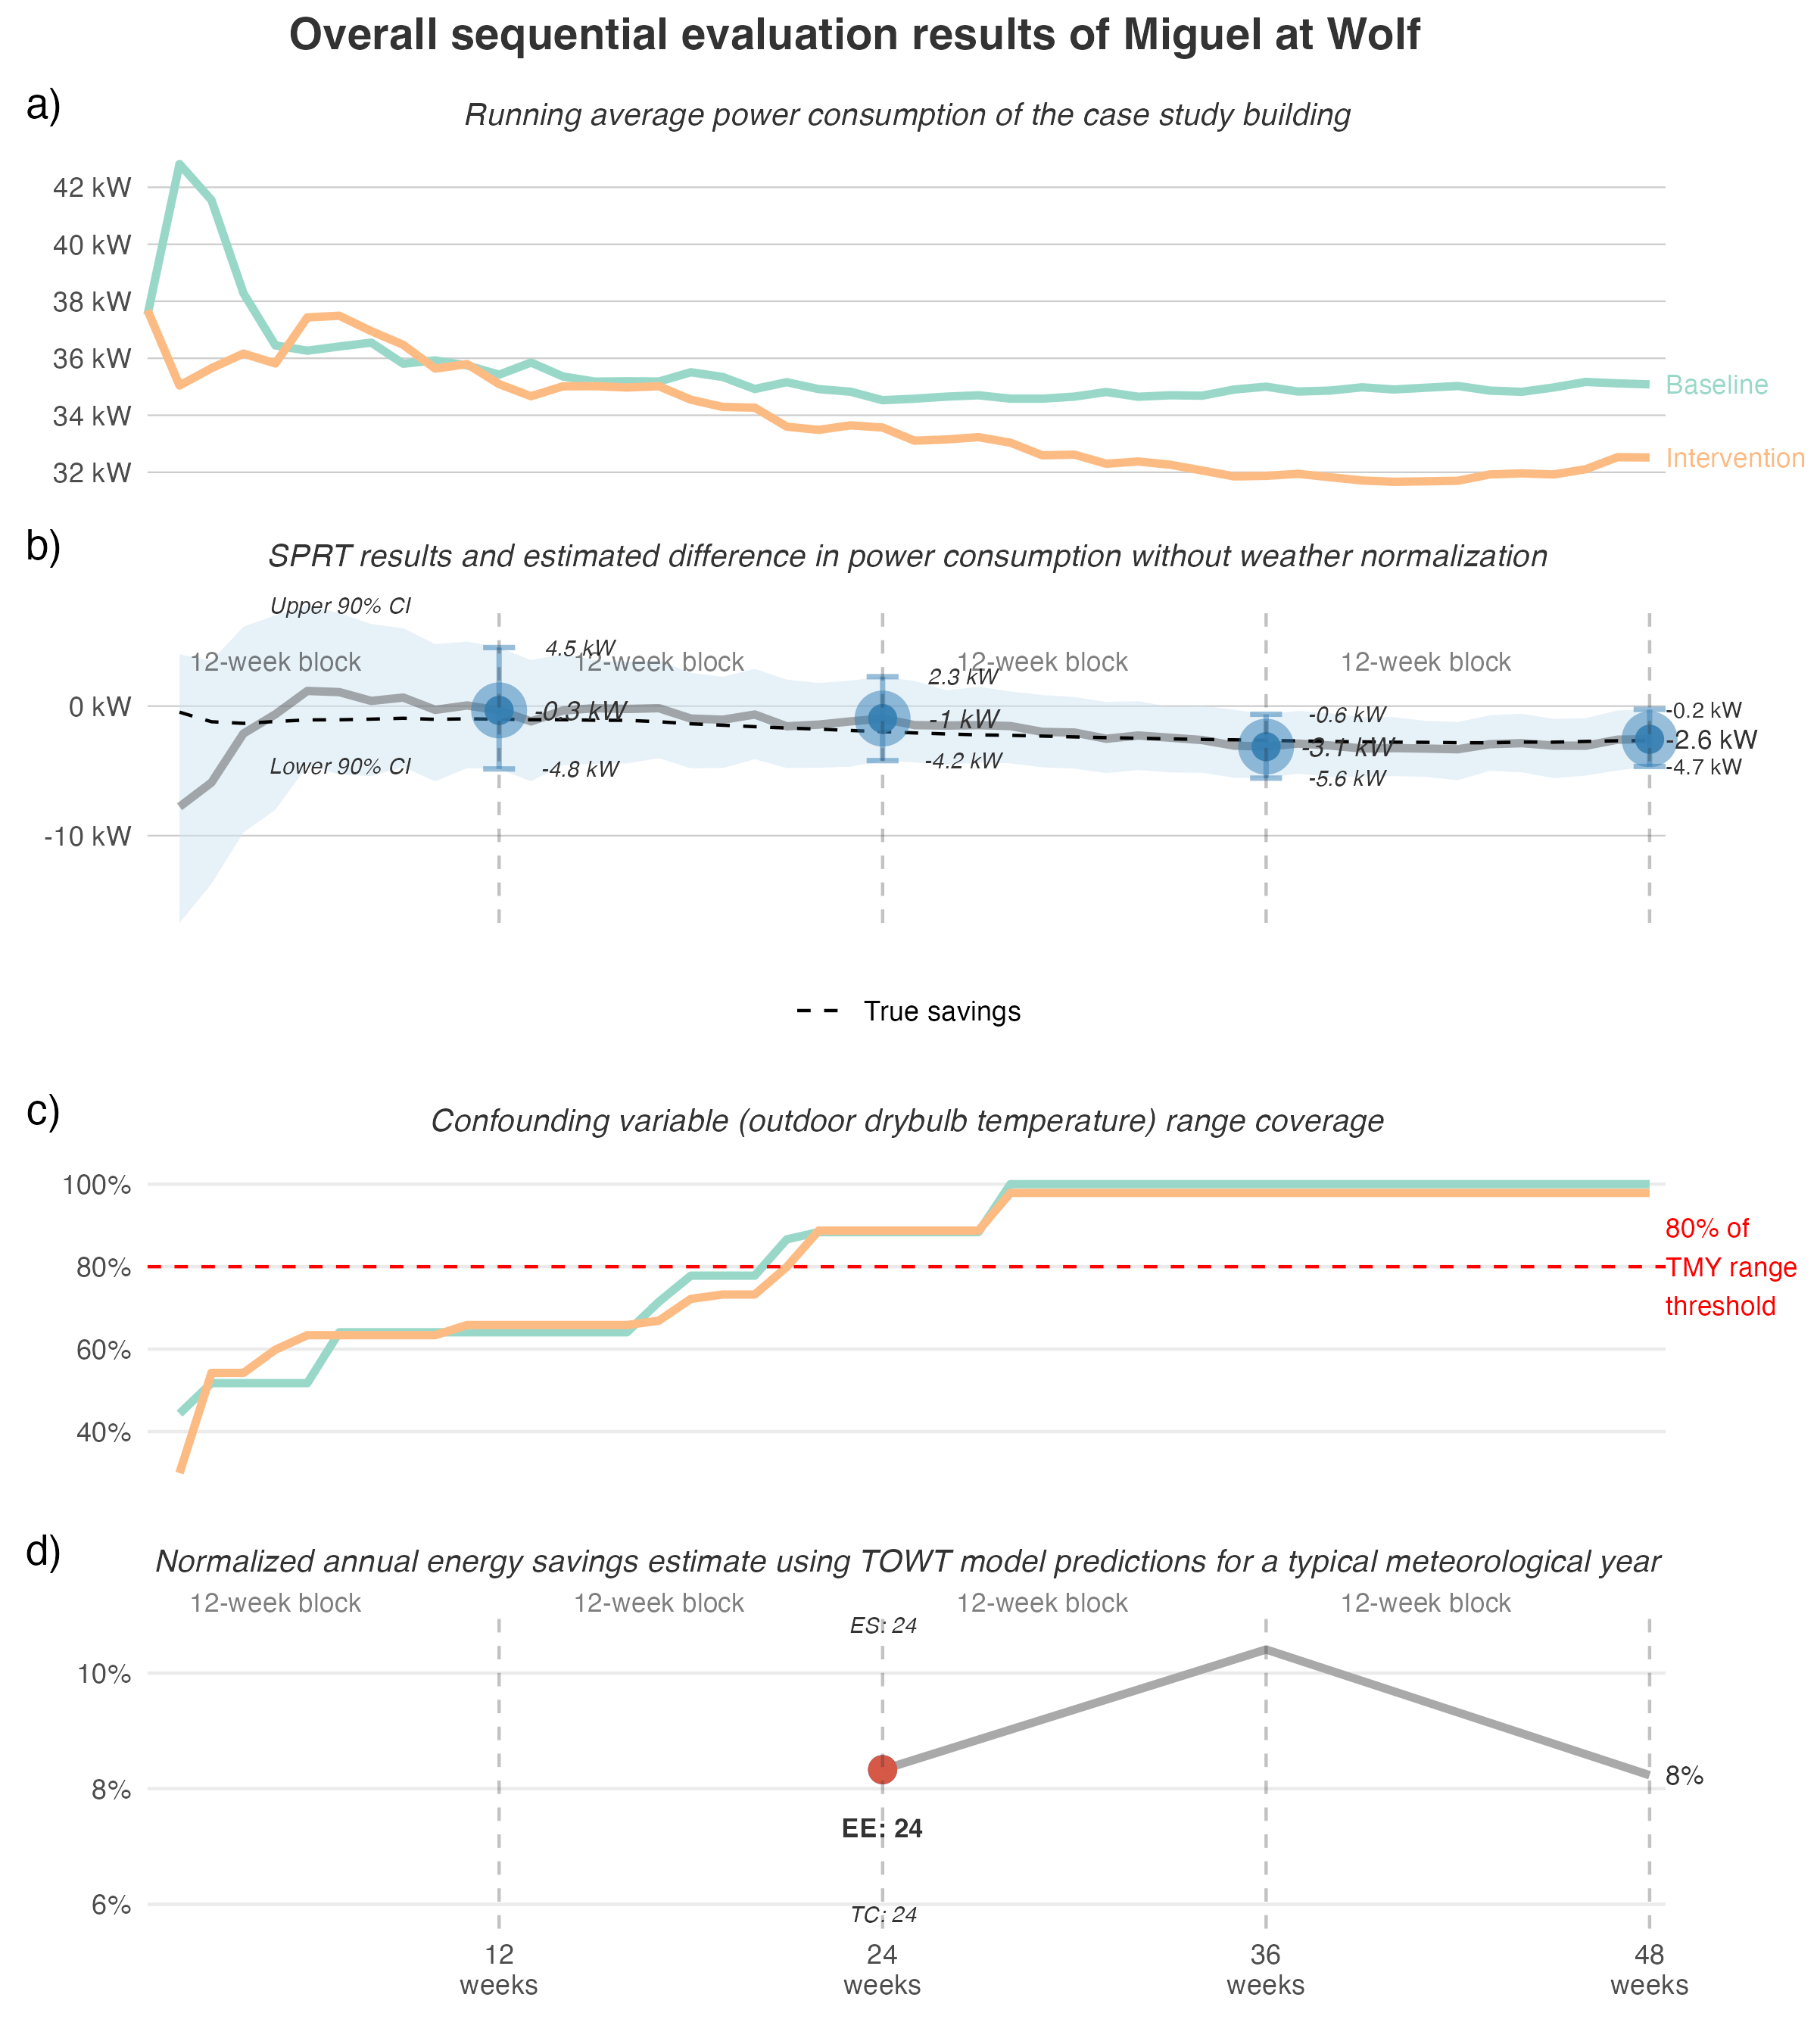 Overall sequential evaluation results of Miguel at Wolf
a)
Running average power consumption of the case study building
42 kW
40 kW
38 kW
36 kW
34 kW
32 kW
Baseline
Intervention
b)
SPRT results and estimated difference in power consumption without weather normalization
Upper 90% CI
12-week block
12-week block
12-week block
12-week block
4.5 kW
2.3 kW
-0.6 kW
-0.2 kW
0 kW
-0.3 kW
-1 kW
-3.1 kW
-2.6 kW
Lower 90% CI
-4.8 kW
-4.2 kW
-5.6 kW
-4.7 kW
-10 kW
True savings
c)
Confounding variable (outdoor drybulb temperature) range coverage
100%
80%
60%
40%
80% of
TMY range
threshold
d)
Normalized annual energy savings estimate using TOWT model predictions for a typical meteorological year
12-week block
12-week block
12-week block
12-week block
ES: 24
10%
8%
6%
8%
EE: 24
TC: 24
12
weeks
24
weeks
36
weeks
48
weeks